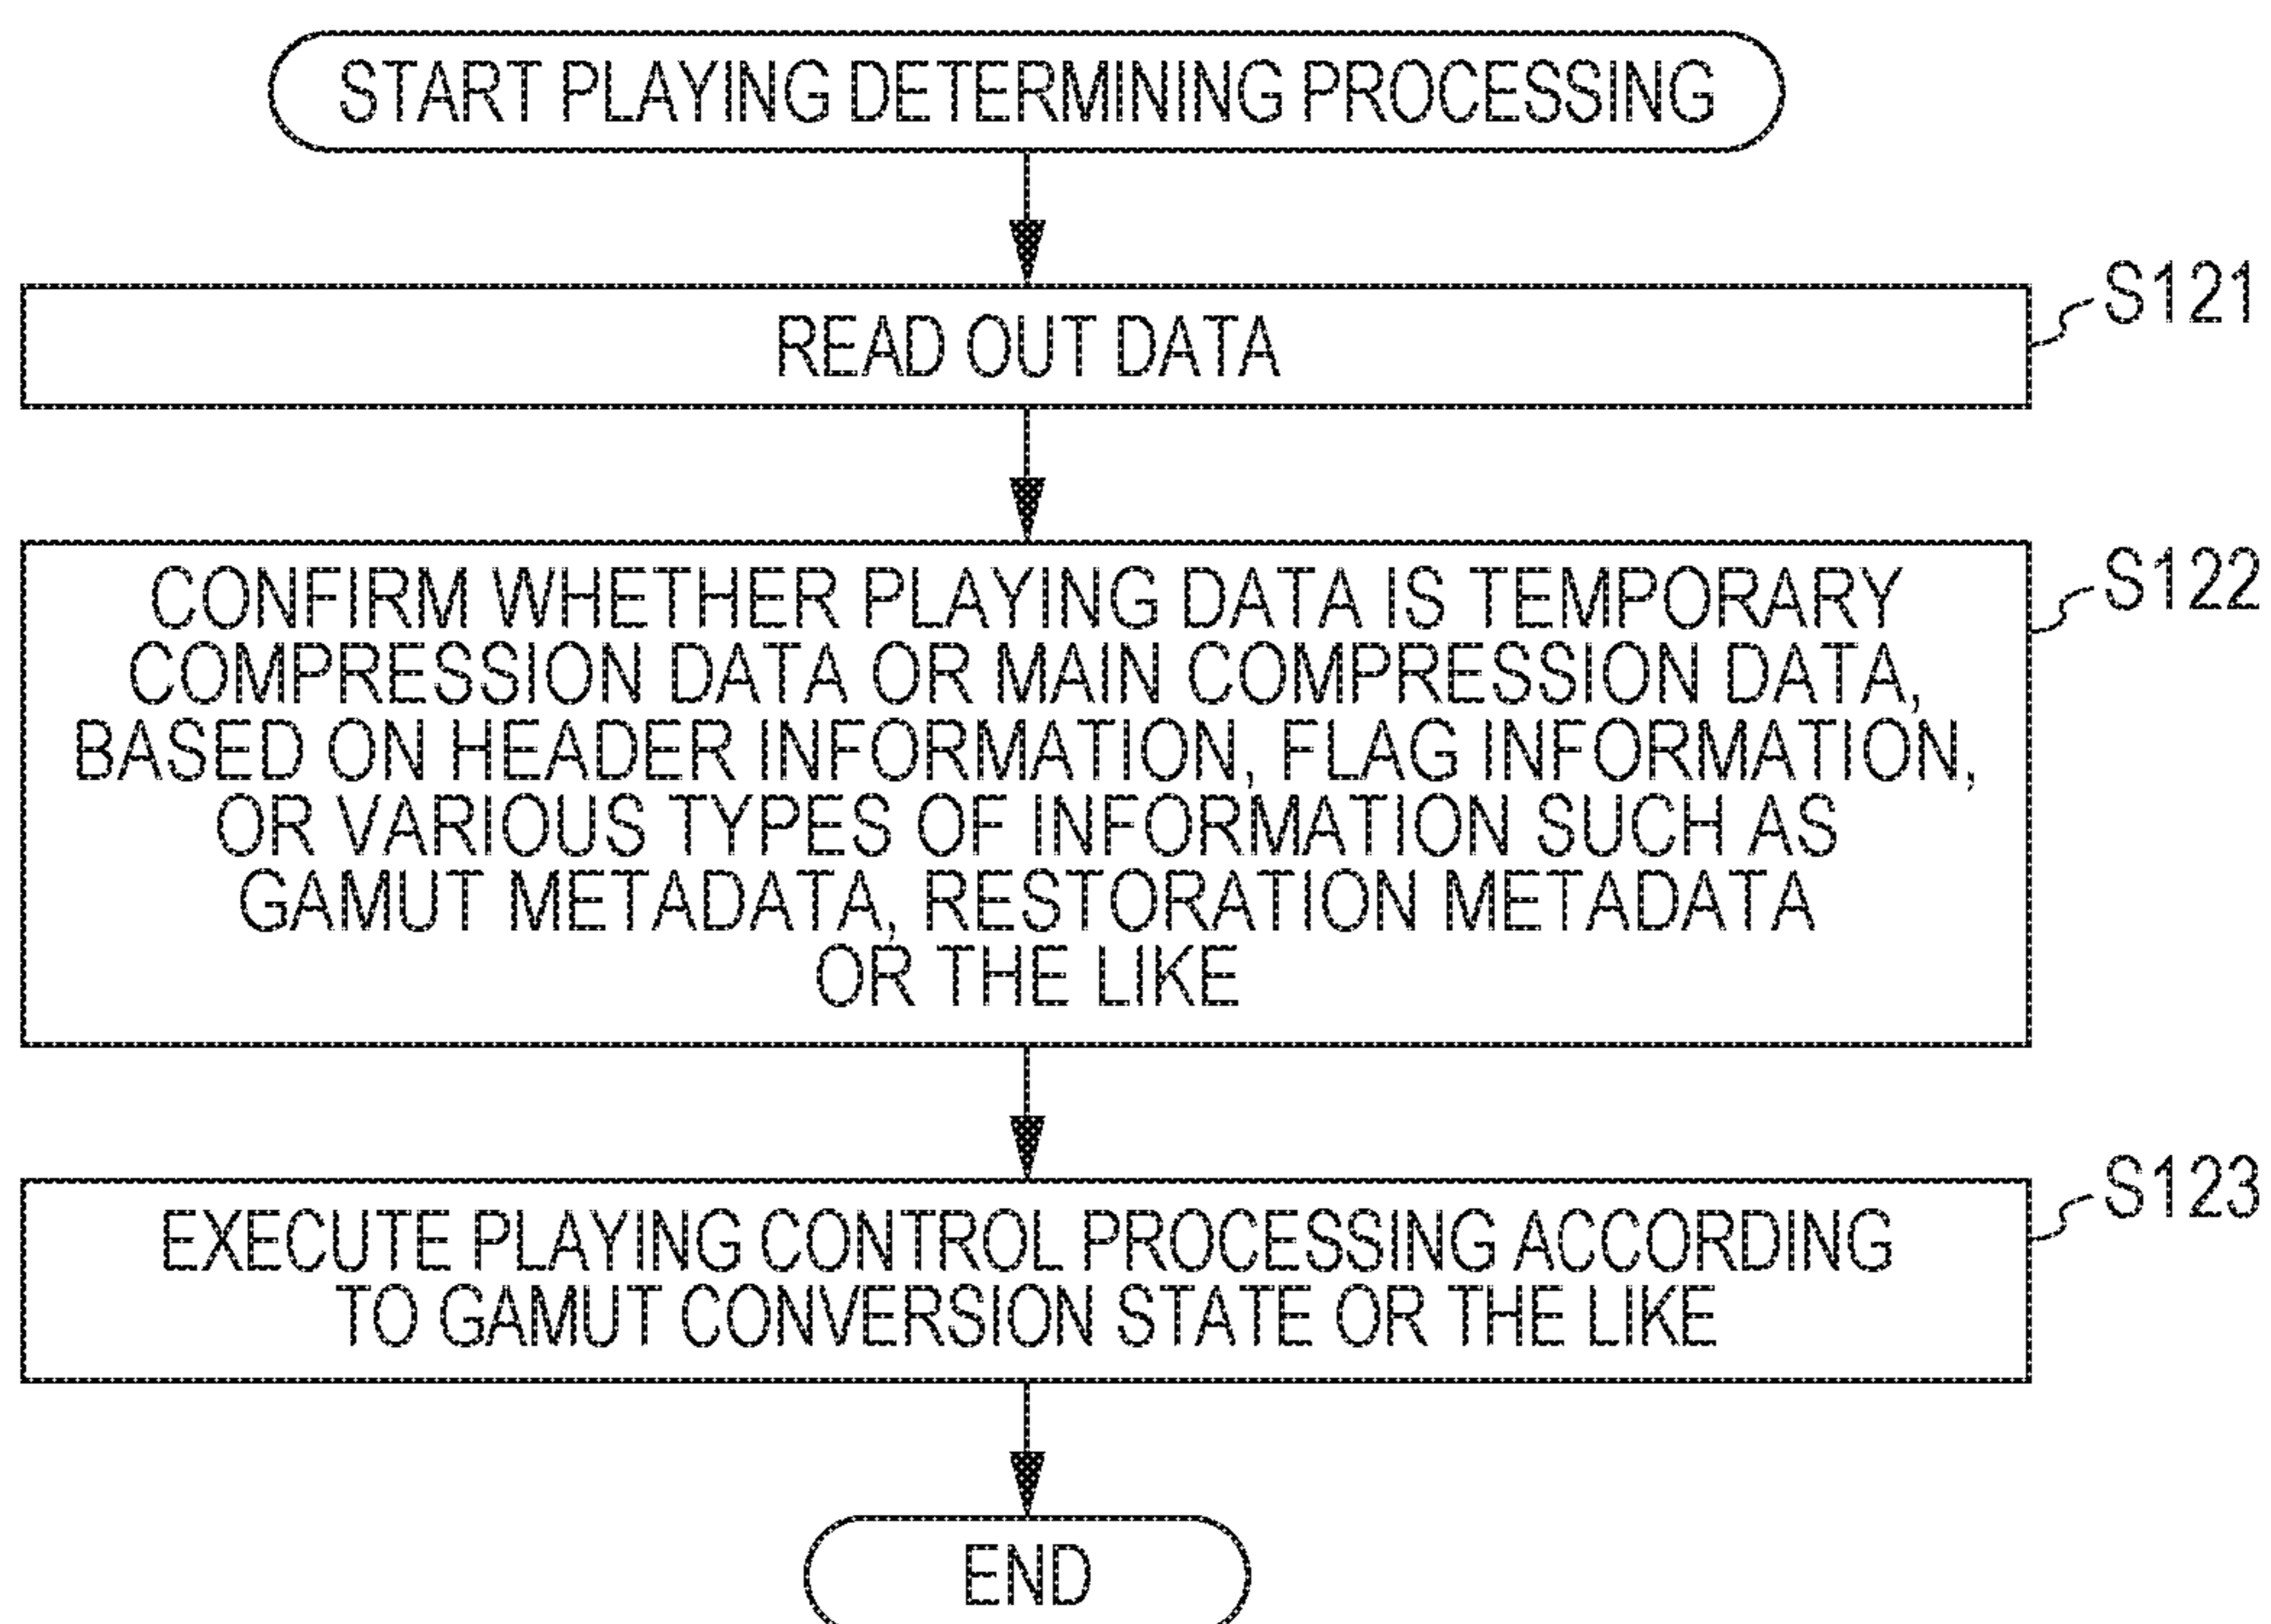 START PLAYING DETERMINING PROCESSING
S121
READ OUT DATA
S122
CONFIRM WHETHER PLAYING DATA IS TEMPORARY
COMPRESSION DATA OR MAIN COMPRESSION DATA,
BASED ON HEADER INFORMATION, FLAG INFORMATION,
OR VARIOUS TYPES OF INFORMATION SUCH AS
GAMUT METADATA, RESTORATION METADATA
OR THE LIKE
S123
EXECUTE PLAYING CONTROL PROCESSING ACCORDING
TO GAMUT CONVERSION STATE OR THE LIKE
END